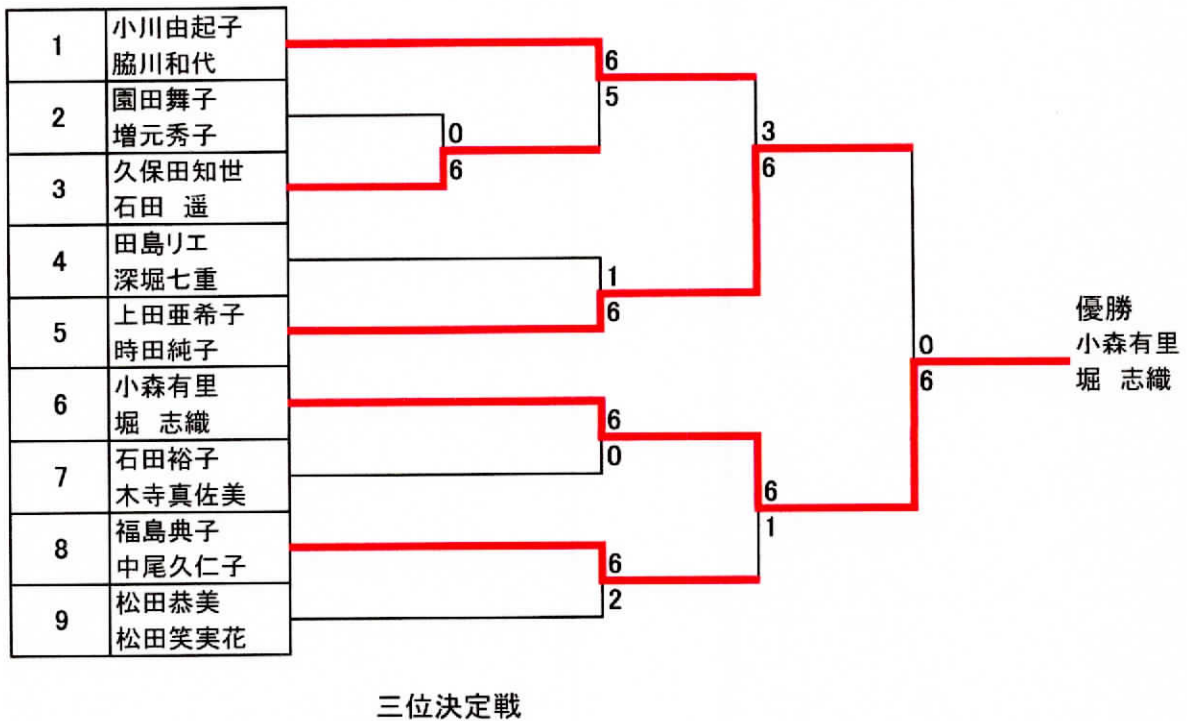 1
小川由起子
脇川和代
2
園田舞子
増元秀子
3
久保田知世
石田 遥
4
田島リエ
深堀七重
5
上田亜希子
時田純子
6
小森有里
堀 志織
7
石田裕子
木寺真佐美
8
福島典子
中尾久仁子
9
松田恭美
松田笑実花
0
6
6
5
1
6
6
0
6
2
3
6
6
1
0
6
優勝
小森有里
堀 志織
三位決定戦